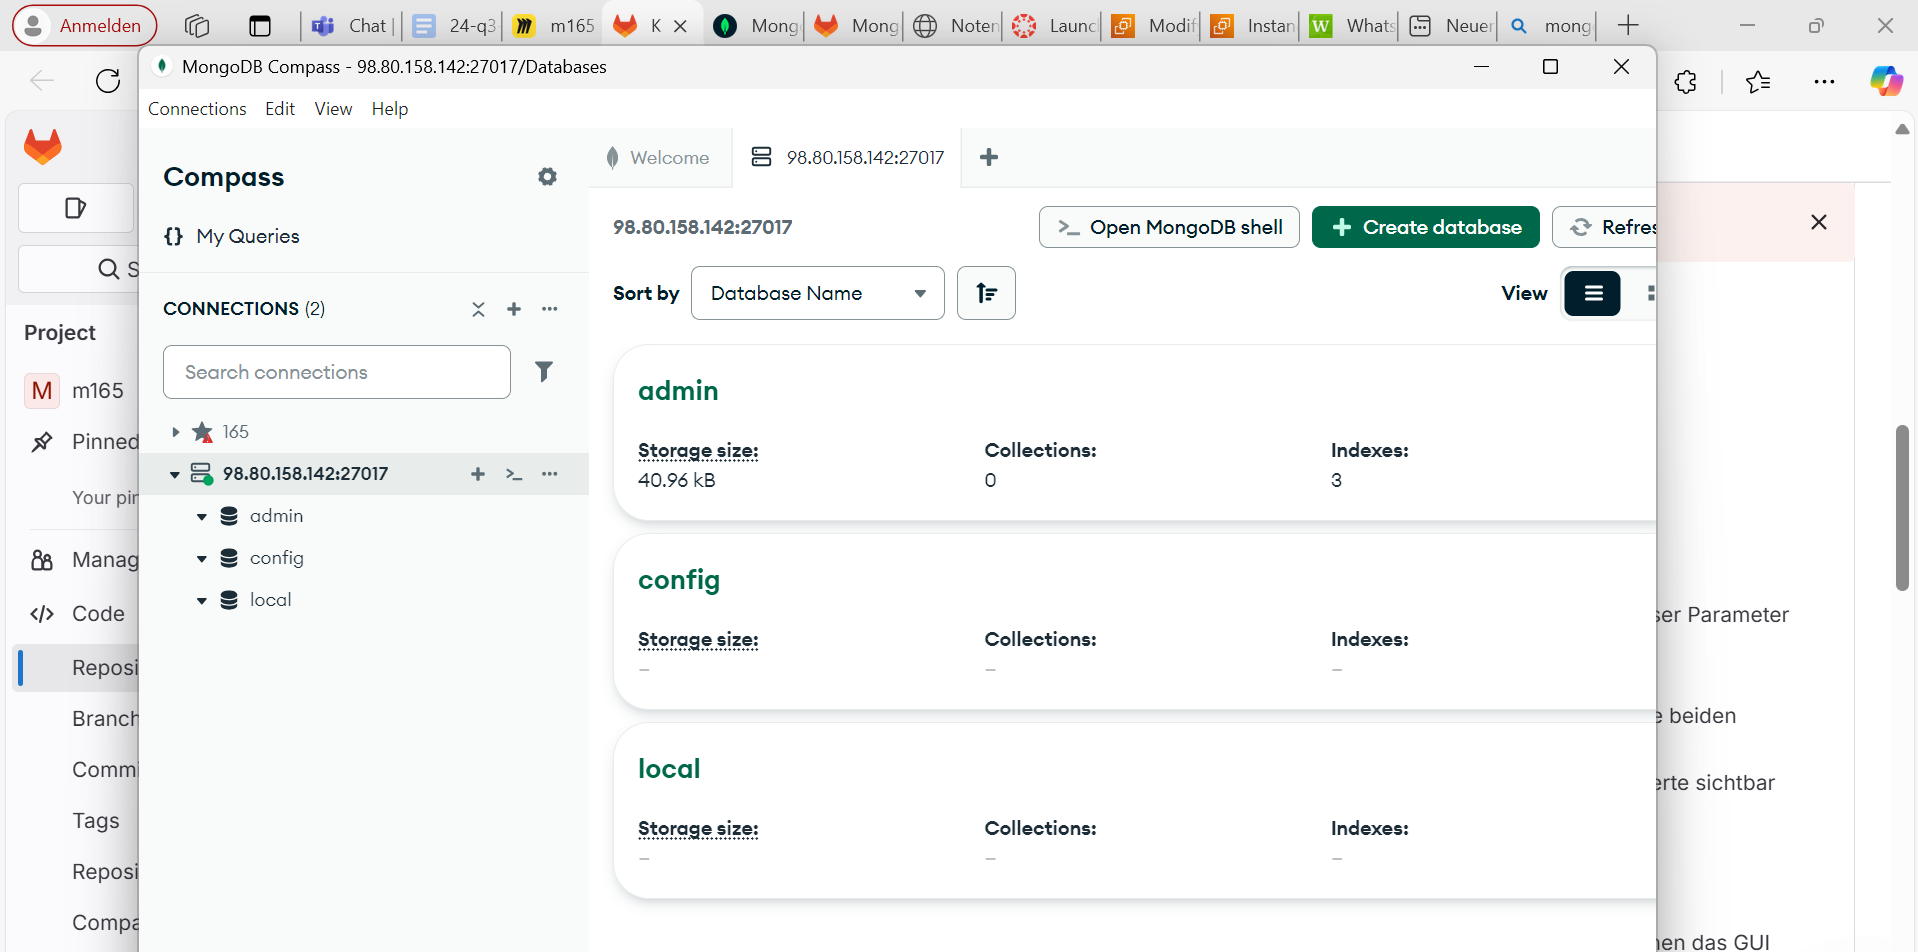 Anmelden
Chat
24-q3
m165
K
Mong
Mong
Noten
Launc
Modif
Instan
Whats
Neuer
mong
MongoDB Compass - 98.80.158.142:27017/Databases
Connections Edit View Help
Compass
{} My Queries
CONNECTIONS (2)
Search connections
165
98.80.158.142:27017
admin
config
local
Welcome
98.80.158.142:27017
98.80.158.142:27017
>_ Open MongoDB shell
+ Create database
Refres
Sort by Database Name
View
admin
Storage size: Collections: Indexes:
40.96 kB 0 3
config
Storage size: Collections: Indexes:
– – –
local
Storage size: Collections: Indexes:
– – –
S
Project
M m165
Pinned
Your pin
Manag
Code
Reposi
Branch
Commi
Tags
Reposi
Compa
ser Parameter
e beiden
erte sichtbar
nen das GUI